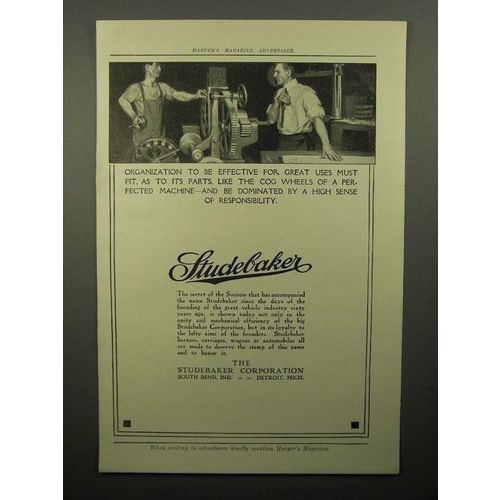 HARPER'S MAGAZINE ADVERTISER.
ORGANIZATION TO BE EFFECTIVE FOR GREAT USES MUST
FIT, AS TO ITS PARTS, LIKE THE COG WHEELS OF A PER-
FECTED MACHINE—AND BE DOMINATED BY A HIGH SENSE
OF RESPONSIBILITY.
Studebaker
The secret of the Success that has accompanied
the name Studebaker since the days of the
founding of the great vehicle industry sixty
years ago, is shown today not only in the
unity and mechanical efficiency of the big
Studebaker Corporation, but in its loyalty to
the lofty aims of the founders. Studebaker
harness, carriages, wagons or automobiles all
are made to deserve the stamp of this name
and to honor it.
THE
STUDEBAKER CORPORATION
SOUTH BEND, IND. DETROIT, MICH.
When writing to advertisers kindly mention Harper's Magazine.